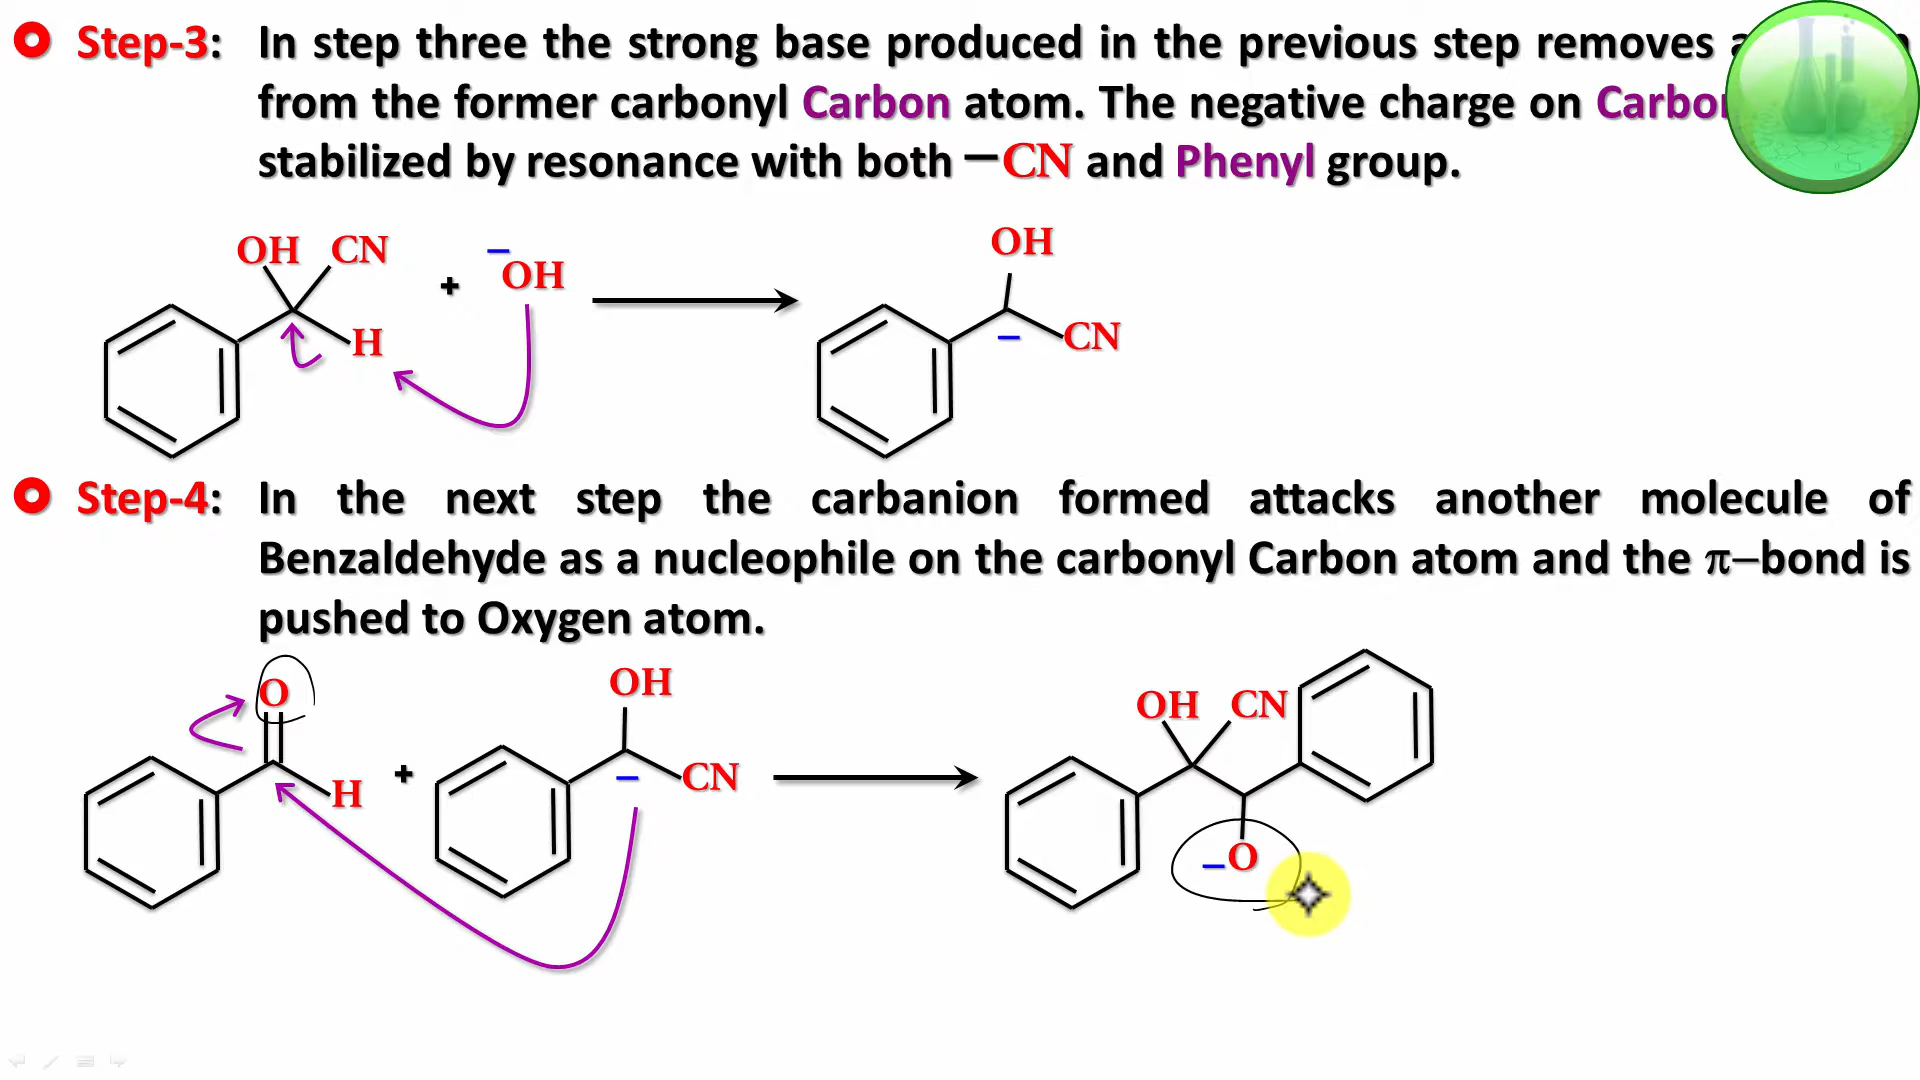 Step-3: In step three the strong base produced in the previous step removes
from the former carbonyl Carbon atom. The negative charge on
stabilized by resonance with both –CN and Phenyl group.
OH CN + –OH OH
H CN
–
Step-4: In the next step the carbanion formed attacks another molecule of
Benzaldehyde as a nucleophile on the carbonyl Carbon atom and the π–bond is
pushed to Oxygen atom.
O OH OH CN
H + – CN
–O